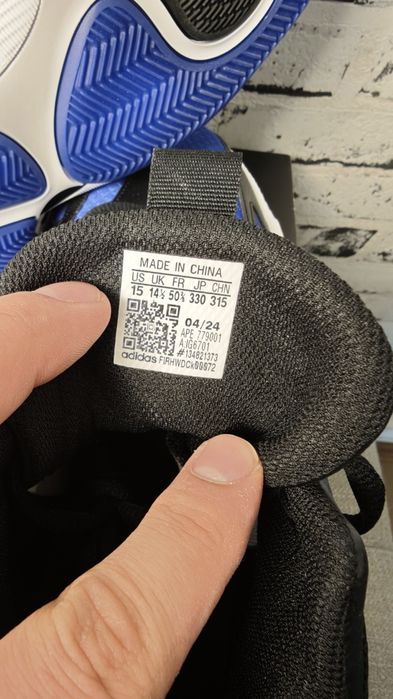 MADE IN CHINA
US UK FR JP CHN
15 14½ 50⅔ 330 315
04/24
APE 779001
A:IG6701
#134821373
adidas FIRHWDCk00072